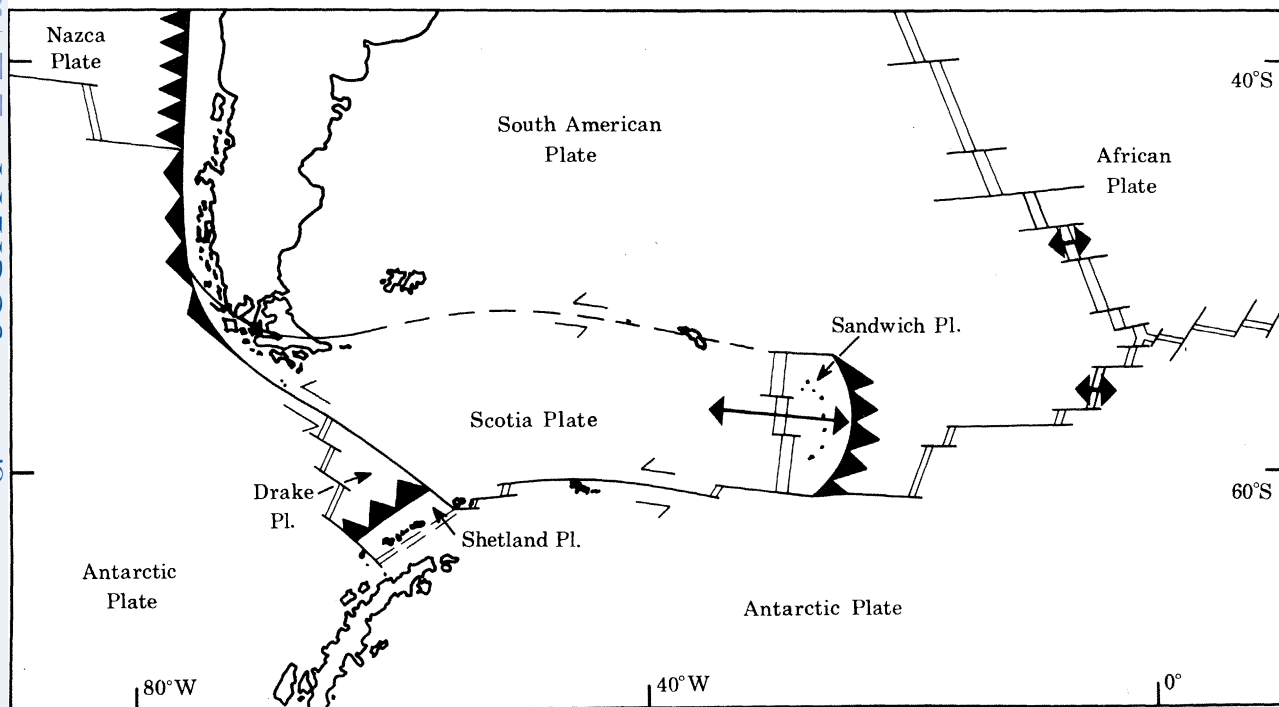 Nazca
Plate
40°S
South American
Plate
African
Plate
Sandwich Pl.
Scotia Plate
Drake
Pl.
60°S
Shetland Pl.
Antarctic
Plate
Antarctic Plate
80°W
40°W
0°